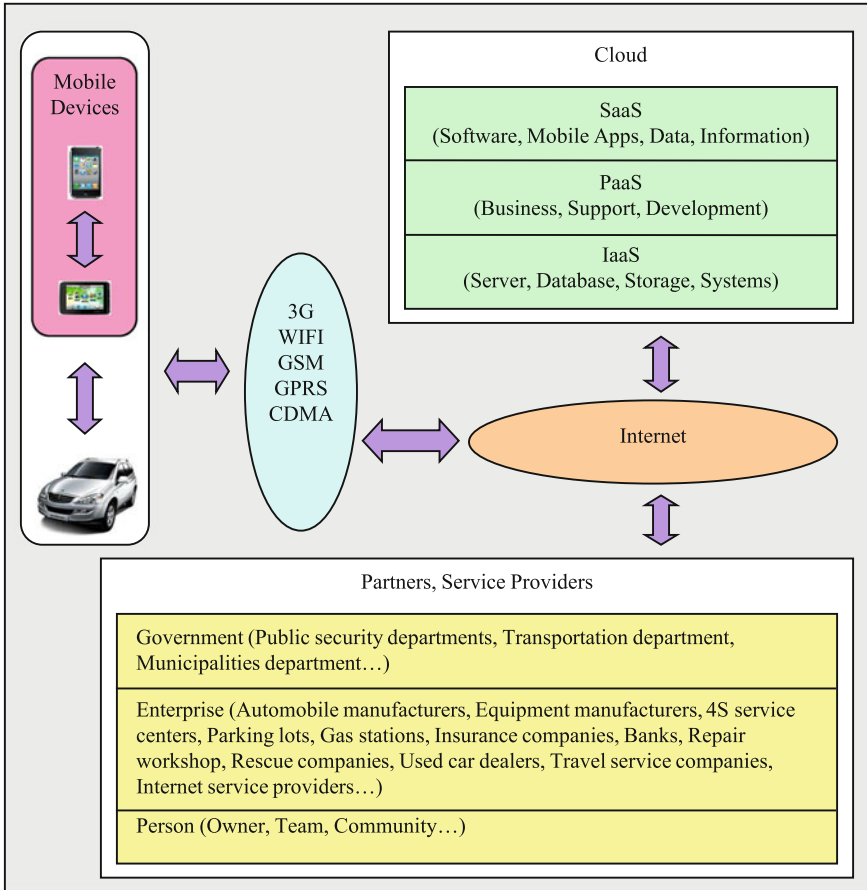 Mobile
Devices
Cloud
SaaS
(Software, Mobile Apps, Data, Information)
PaaS
(Business, Support, Development)
IaaS
(Server, Database, Storage, Systems)
3G
WIFI
GSM
GPRS
CDMA
Internet
Partners, Service Providers
Government (Public security departments, Transportation department,
Municipalities department…)
Enterprise (Automobile manufacturers, Equipment manufacturers, 4S service
centers, Parking lots, Gas stations, Insurance companies, Banks, Repair
workshop, Rescue companies, Used car dealers, Travel service companies,
Internet service providers…)
Person (Owner, Team, Community…)